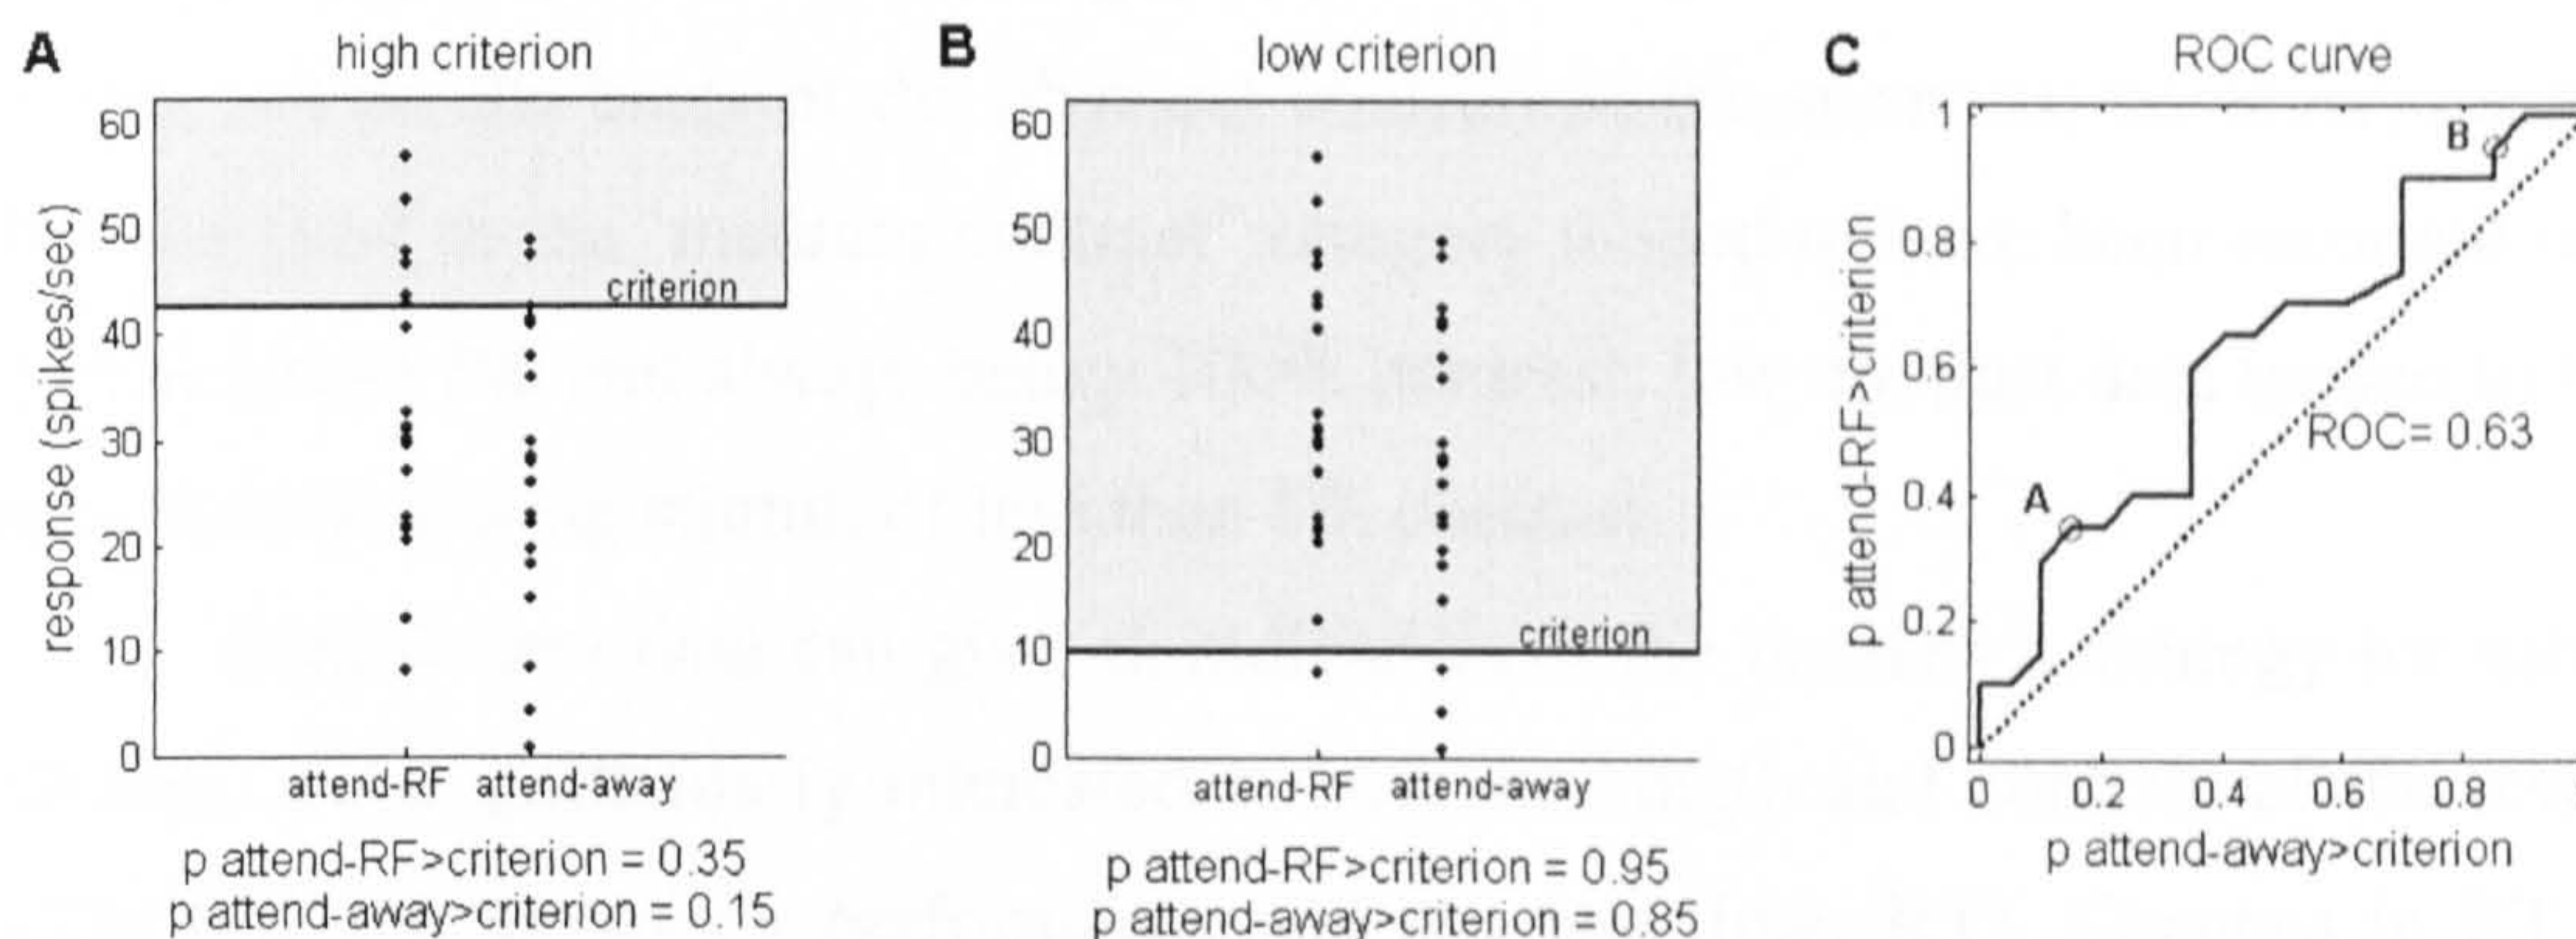 A
high criterion
60
50
40
30
20
10
0
response (spikes/sec)
criterion
attend-RF
attend-away
p attend-RF>criterion = 0.35
p attend-away>criterion = 0.15
B
low criterion
60
50
40
30
20
10
0
criterion
attend-RF
attend-away
p attend-RF>criterion = 0.95
p attend-away>criterion = 0.85
C
ROC curve
1
0.8
0.6
0.4
0.2
0
p attend-RF>criterion
A
B
ROC= 0.63
0
0.2
0.4
0.6
0.8
p attend-away>criterion